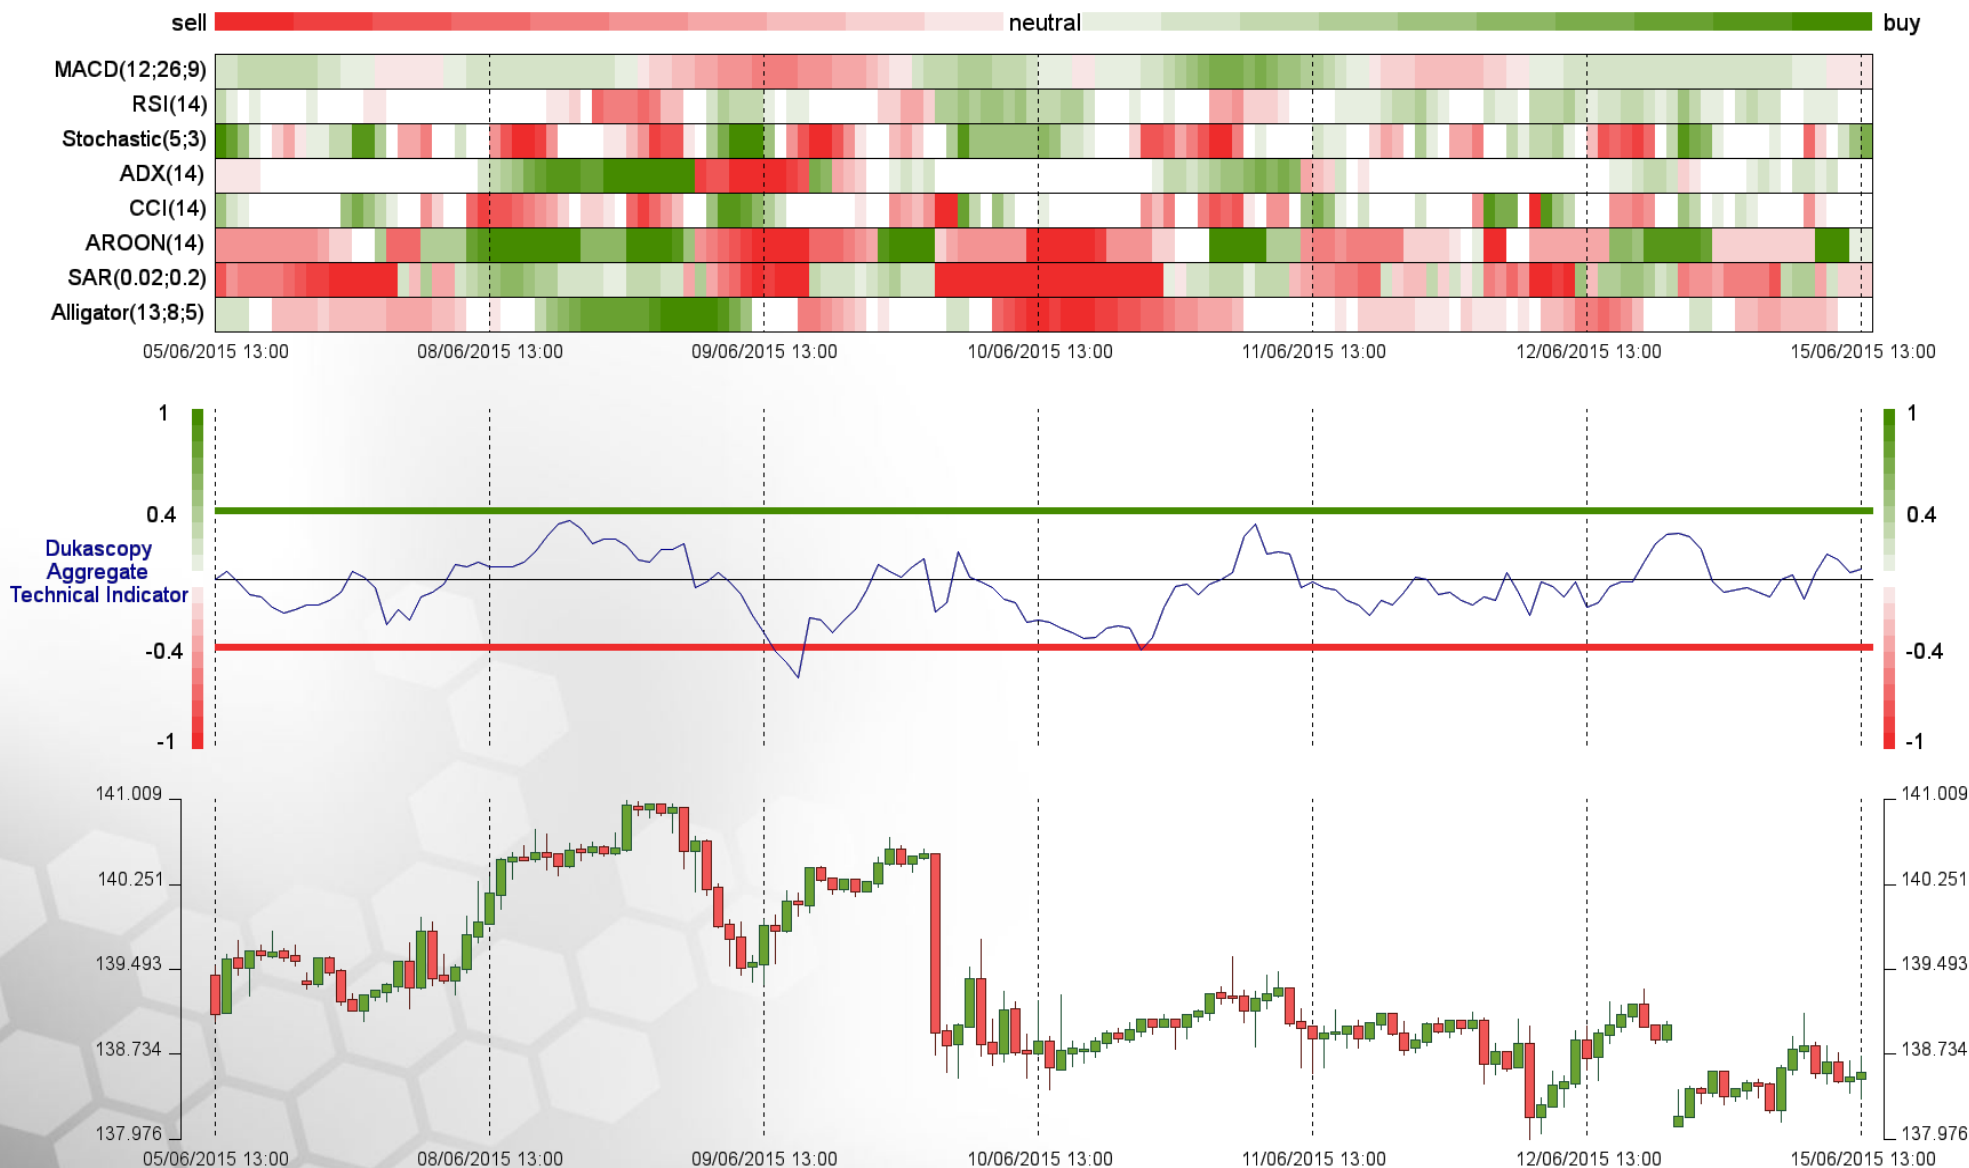 sell neutral buy
MACD(12;26;9)
RSI(14)
Stochastic(5;3)
ADX(14)
CCI(14)
AROON(14)
SAR(0.02;0.2)
Alligator(13;8;5)
05/06/2015 13:00 08/06/2015 13:00 09/06/2015 13:00 10/06/2015 13:00 11/06/2015 13:00 12/06/2015 13:00 15/06/2015 13:00
1 1
0.4 0.4
Dukascopy
Aggregate
Technical Indicator
-0.4 -0.4
-1 -1
141.009 141.009
140.251 140.251
139.493 139.493
138.734 138.734
137.976 137.976
05/06/2015 13:00 08/06/2015 13:00 09/06/2015 13:00 10/06/2015 13:00 11/06/2015 13:00 12/06/2015 13:00 15/06/2015 13:00